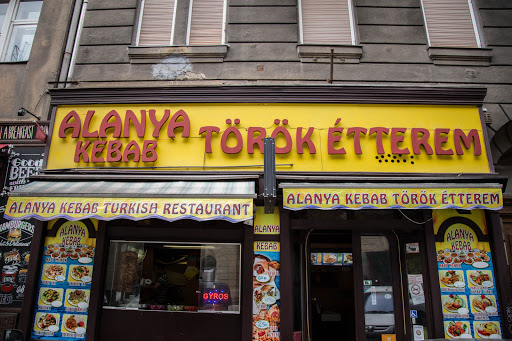 ALANYA
KEBAB
TÖRÖK ÉTTEREM
ALANYA KEBAB TURKISH RESTAURANT
ALANYA KEBAB TÖRÖK ÉTTEREM
ALANYA
KEBAB
ALANYA
KEBAB
ALANYA
KEBAB
GYROS